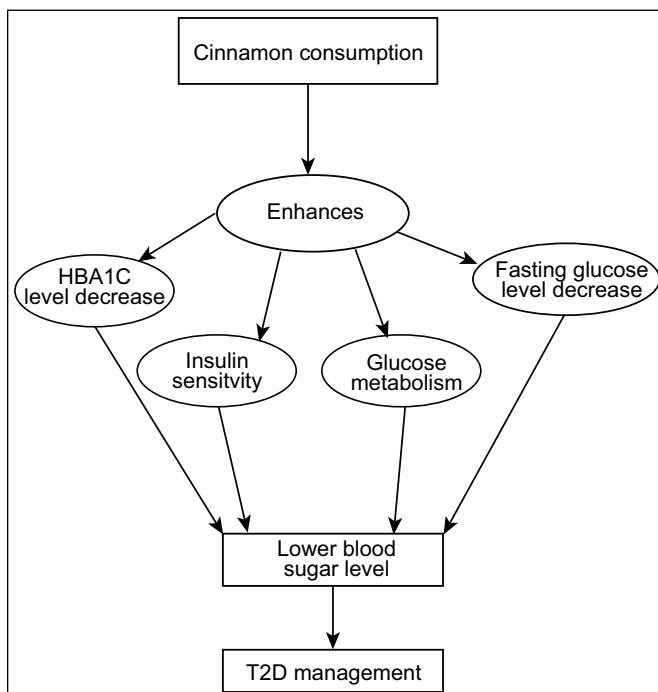 Cinnamon consumption
Enhances
HBA1C
level decrease
Fasting glucose
level decrease
Insulin
sensitvity
Glucose
metabolism
Lower blood
sugar level
T2D management